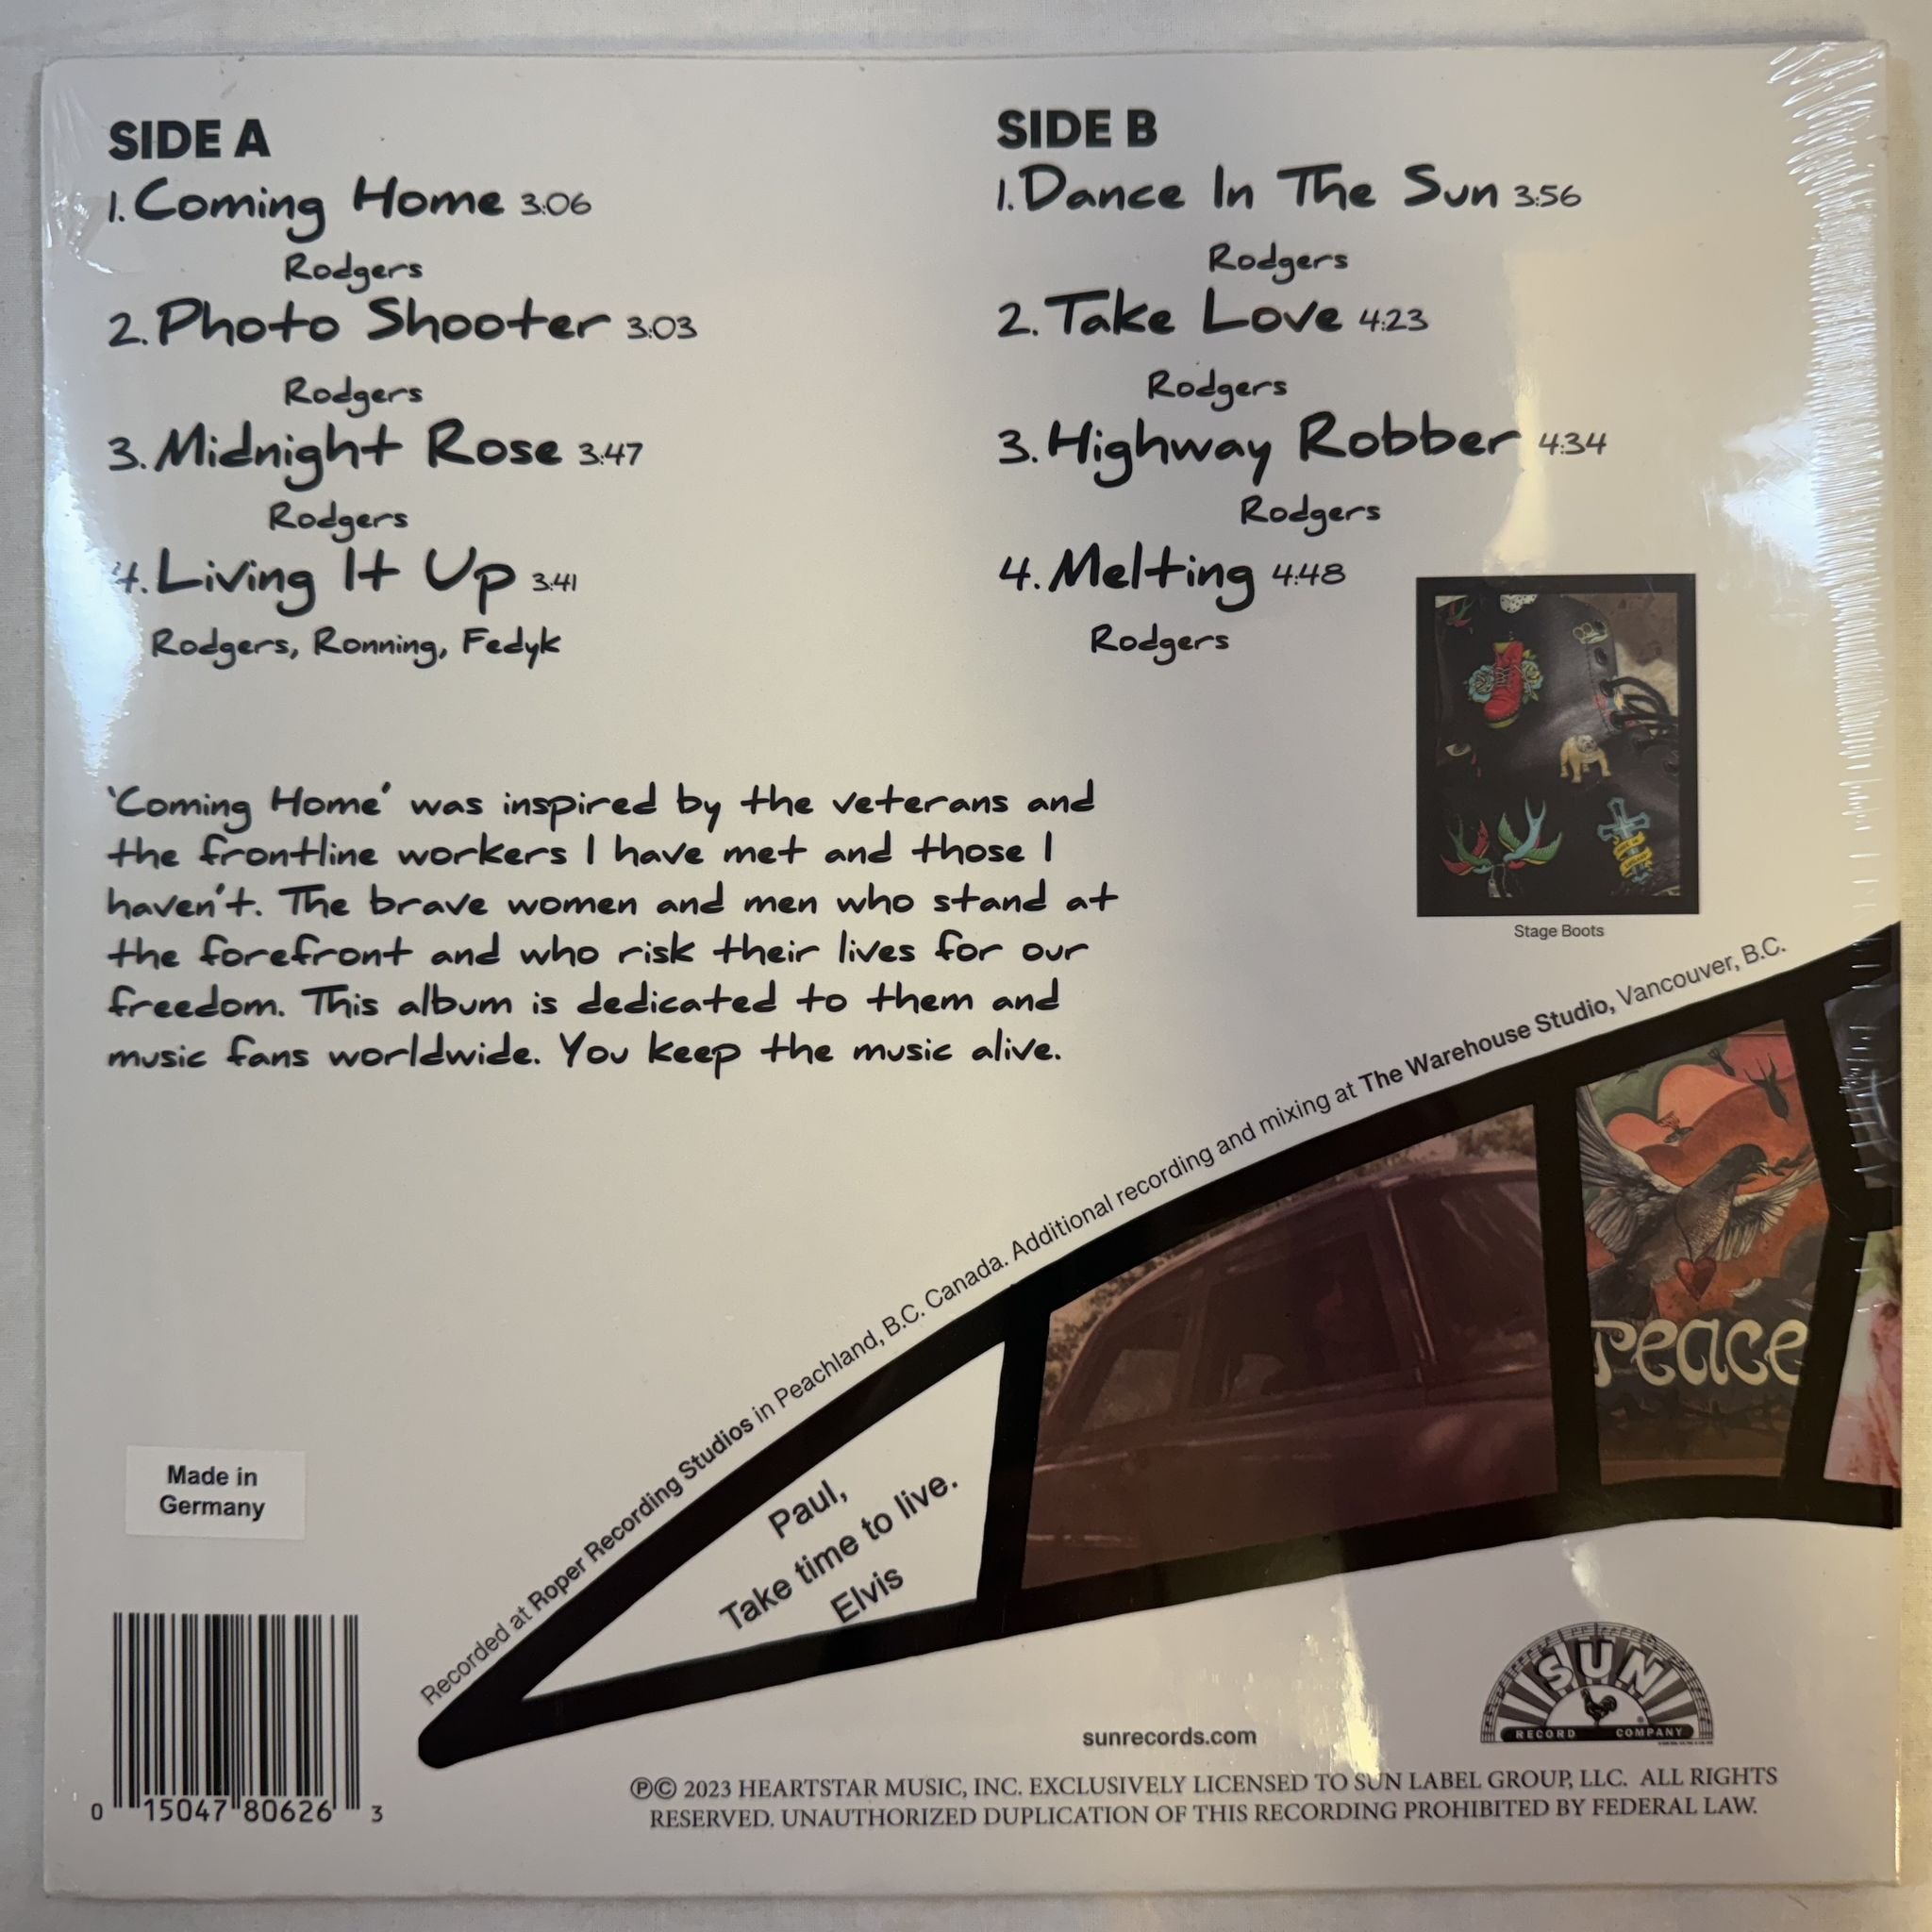 SIDE A
1. Coming Home 3:06
Rodgers
2. Photo Shooter 3:03
Rodgers
3. Midnight Rose 3:47
Rodgers
4. Living It Up 3:41
Rodgers, Ronning, Fedyk
SIDE B
1. Dance In The Sun 3:56
Rodgers
2. Take Love 4:23
Rodgers
3. Highway Robber 4:34
Rodgers
4. Melting 4:48
Rodgers
Stage Boots
'Coming Home' was inspired by the veterans and
the frontline workers I have met and those I
haven't. The brave women and men who stand at
the forefront and who risk their lives for our
freedom. This album is dedicated to them and
music fans worldwide. You keep the music alive.
Recorded at Roper Recording Studios in Peachland, B.C. Canada. Additional recording and mixing at The Warehouse Studio, Vancouver, B.C.
Peace
Paul,
Take time to live.
Elvis
Made in
Germany
0 15047 80626 3
sunrecords.com
SUN
RECORD COMPANY
℗© 2023 HEARTSTAR MUSIC, INC. EXCLUSIVELY LICENSED TO SUN LABEL GROUP, LLC. ALL RIGHTS
RESERVED. UNAUTHORIZED DUPLICATION OF THIS RECORDING PROHIBITED BY FEDERAL LAW.